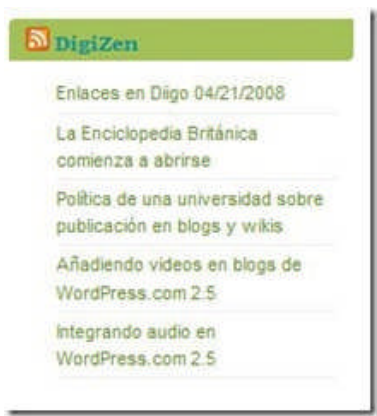 DigiZen
Enlaces en Diigo 04/21/2008
La Enciclopedia Británica
comienza a abrirse
Política de una universidad sobre
publicación en blogs y wikis
Añadiendo videos en blogs de
WordPress.com 2.5
Integrando audio en
WordPress.com 2.5